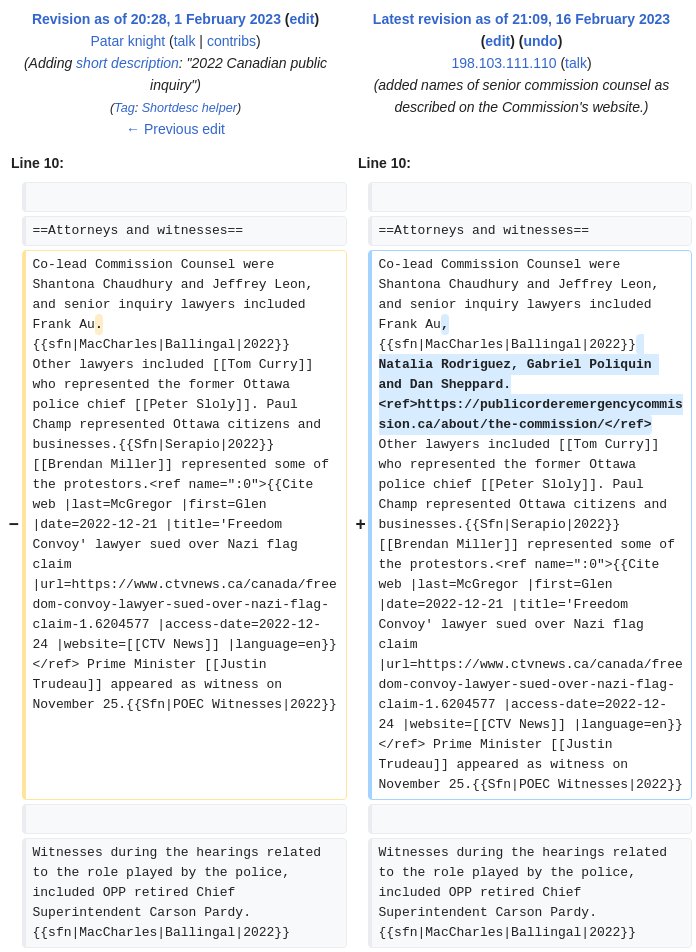 Revision as of 20:28, 1 February 2023 (edit)
Patar knight (talk | contribs)
(Adding short description: "2022 Canadian public
inquiry")
(Tag: Shortdesc helper)
← Previous edit
Latest revision as of 21:09, 16 February 2023
(edit) (undo)
198.103.111.110 (talk)
(added names of senior commission counsel as
described on the Commission's website.)
Line 10:
==Attorneys and witnesses==
−
Co-lead Commission Counsel were
Shantona Chaudhury and Jeffrey Leon,
and senior inquiry lawyers included
Frank Au.
{{sfn|MacCharles|Ballingal|2022}}
Other lawyers included [[Tom Curry]]
who represented the former Ottawa
police chief [[Peter Sloly]]. Paul
Champ represented Ottawa citizens and
businesses.{{Sfn|Serapio|2022}}
[[Brendan Miller]] represented some of
the protestors.<ref name=":0">{{Cite
web |last=McGregor |first=Glen
|date=2022-12-21 |title='Freedom
Convoy' lawyer sued over Nazi flag
claim
|url=https://www.ctvnews.ca/canada/free
dom-convoy-lawyer-sued-over-nazi-flag-
claim-1.6204577 |access-date=2022-12-
24 |website=[[CTV News]] |language=en}}
</ref> Prime Minister [[Justin
Trudeau]] appeared as witness on
November 25.{{Sfn|POEC Witnesses|2022}}
Witnesses during the hearings related
to the role played by the police,
included OPP retired Chief
Superintendent Carson Pardy.
{{sfn|MacCharles|Ballingal|2022}}
Line 10:
==Attorneys and witnesses==
+
Co-lead Commission Counsel were
Shantona Chaudhury and Jeffrey Leon,
and senior inquiry lawyers included
Frank Au,
{{sfn|MacCharles|Ballingal|2022}}
Natalia Rodriguez, Gabriel Poliquin
and Dan Sheppard.
<ref>https://publicorderemergencycommis
sion.ca/about/the-commission/</ref>
Other lawyers included [[Tom Curry]]
who represented the former Ottawa
police chief [[Peter Sloly]]. Paul
Champ represented Ottawa citizens and
businesses.{{Sfn|Serapio|2022}}
[[Brendan Miller]] represented some of
the protestors.<ref name=":0">{{Cite
web |last=McGregor |first=Glen
|date=2022-12-21 |title='Freedom
Convoy' lawyer sued over Nazi flag
claim
|url=https://www.ctvnews.ca/canada/free
dom-convoy-lawyer-sued-over-nazi-flag-
claim-1.6204577 |access-date=2022-12-
24 |website=[[CTV News]] |language=en}}
</ref> Prime Minister [[Justin
Trudeau]] appeared as witness on
November 25.{{Sfn|POEC Witnesses|2022}}
Witnesses during the hearings related
to the role played by the police,
included OPP retired Chief
Superintendent Carson Pardy.
{{sfn|MacCharles|Ballingal|2022}}